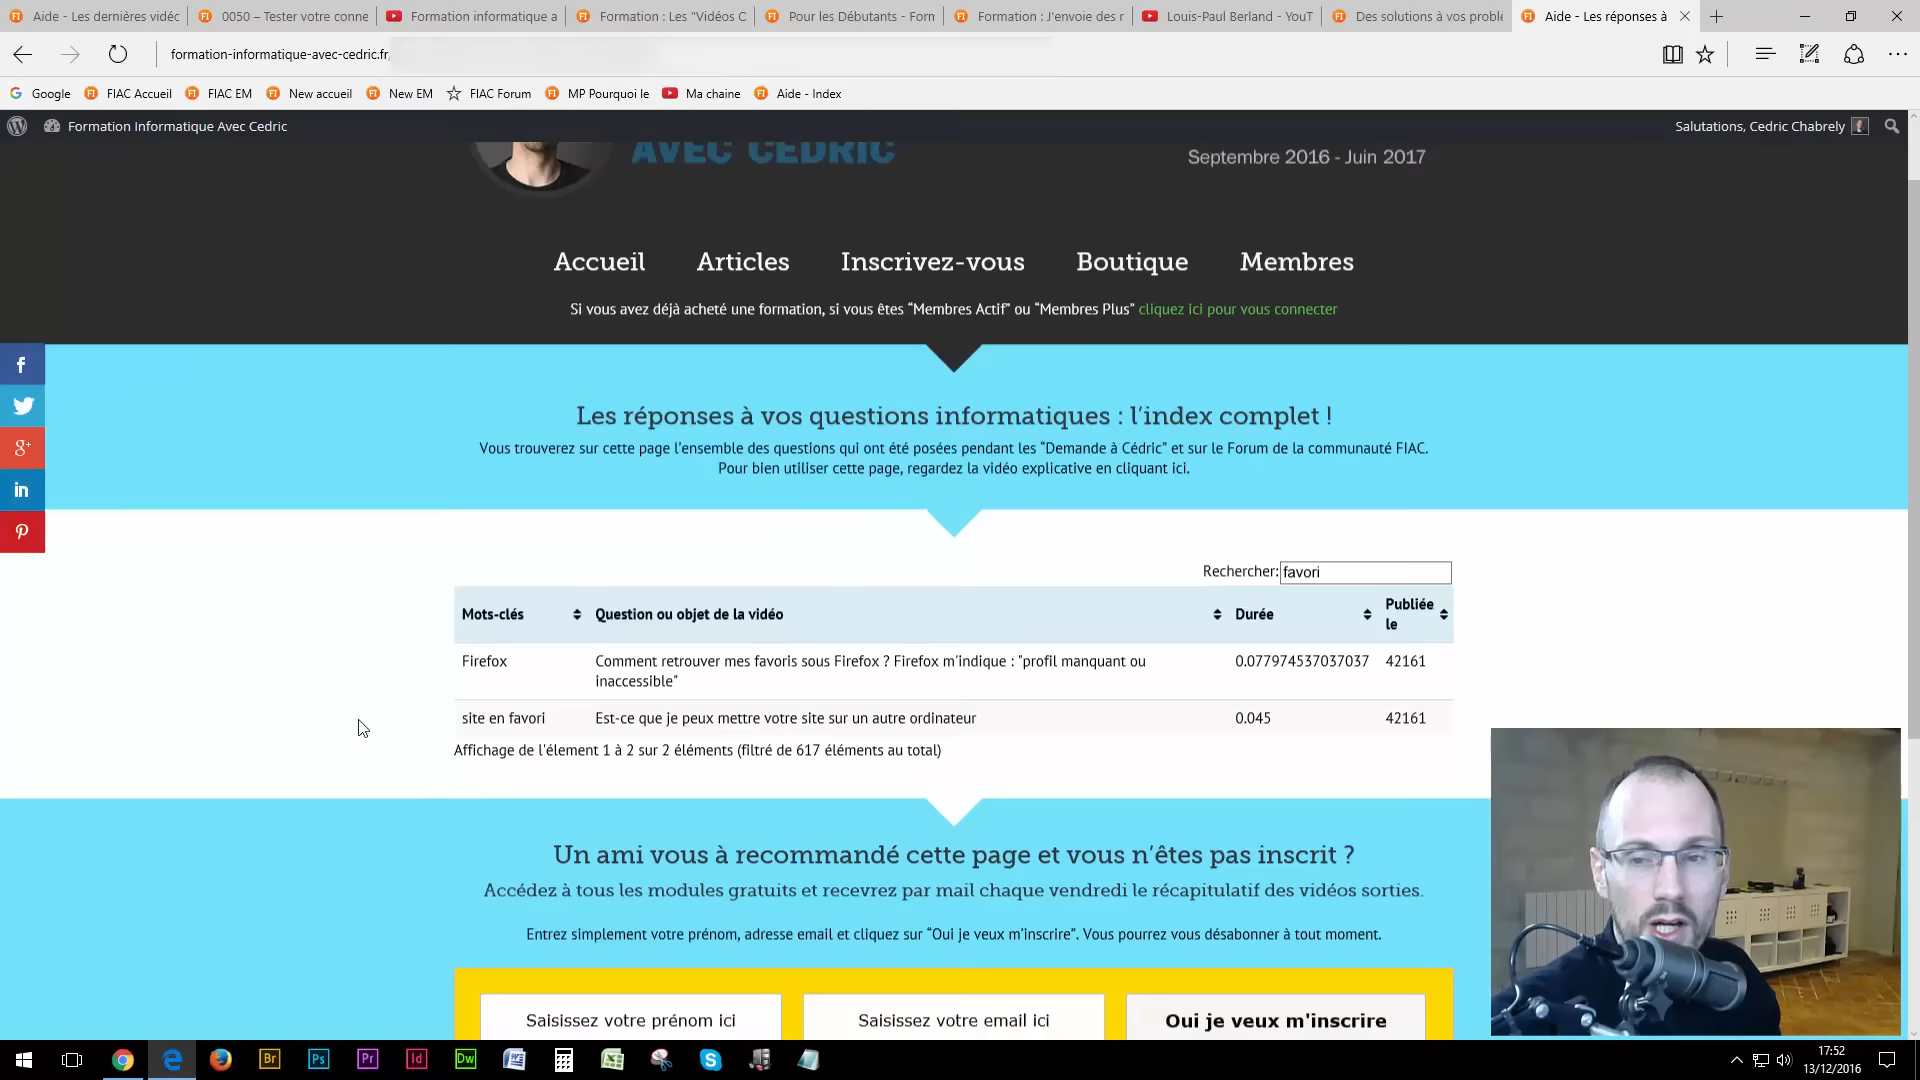 Aide - Les dernières vidéc
0050 – Tester votre conne
Formation informatique a
Formation : Les "Vidéos C
Pour les Débutants - Form
Formation : J'envoie des r
Louis-Paul Berland - YouT
Des solutions à vos problè
Aide - Les réponses à
formation-informatique-avec-cedric.fr/
Google
FIAC Accueil
FIAC EM
New accueil
New EM
FIAC Forum
MP Pourquoi le
Ma chaine
Aide - Index
Formation Informatique Avec Cedric
Salutations, Cedric Chabrely
AVEC CEDRIC
Septembre 2016 - Juin 2017
Accueil
Articles
Inscrivez-vous
Boutique
Membres
Si vous avez déjà acheté une formation, si vous êtes “Membres Actif” ou “Membres Plus” cliquez ici pour vous connecter
Les réponses à vos questions informatiques : l’index complet !
Vous trouverez sur cette page l’ensemble des questions qui ont été posées pendant les “Demande à Cédric” et sur le Forum de la communauté FIAC.
Pour bien utiliser cette page, regardez la vidéo explicative en cliquant ici.
Rechercher: favori
Mots-clés
Question ou objet de la vidéo
Durée
Publiée
le
Firefox
Comment retrouver mes favoris sous Firefox ? Firefox m'indique : "profil manquant ou
inaccessible"
0.077974537037037
42161
site en favori
Est-ce que je peux mettre votre site sur un autre ordinateur
0.045
42161
Affichage de l'élement 1 à 2 sur 2 éléments (filtré de 617 éléments au total)
Un ami vous à recommandé cette page et vous n’êtes pas inscrit ?
Accédez à tous les modules gratuits et recevrez par mail chaque vendredi le récapitulatif des vidéos sorties.
Entrez simplement votre prénom, adresse email et cliquez sur “Oui je veux m’inscrire”. Vous pourrez vous désabonner à tout moment.
Saisissez votre prénom ici
Saisissez votre email ici
Oui je veux m'inscrire
Br
Ps
Pr
Id
Dw
17:52
13/12/2016